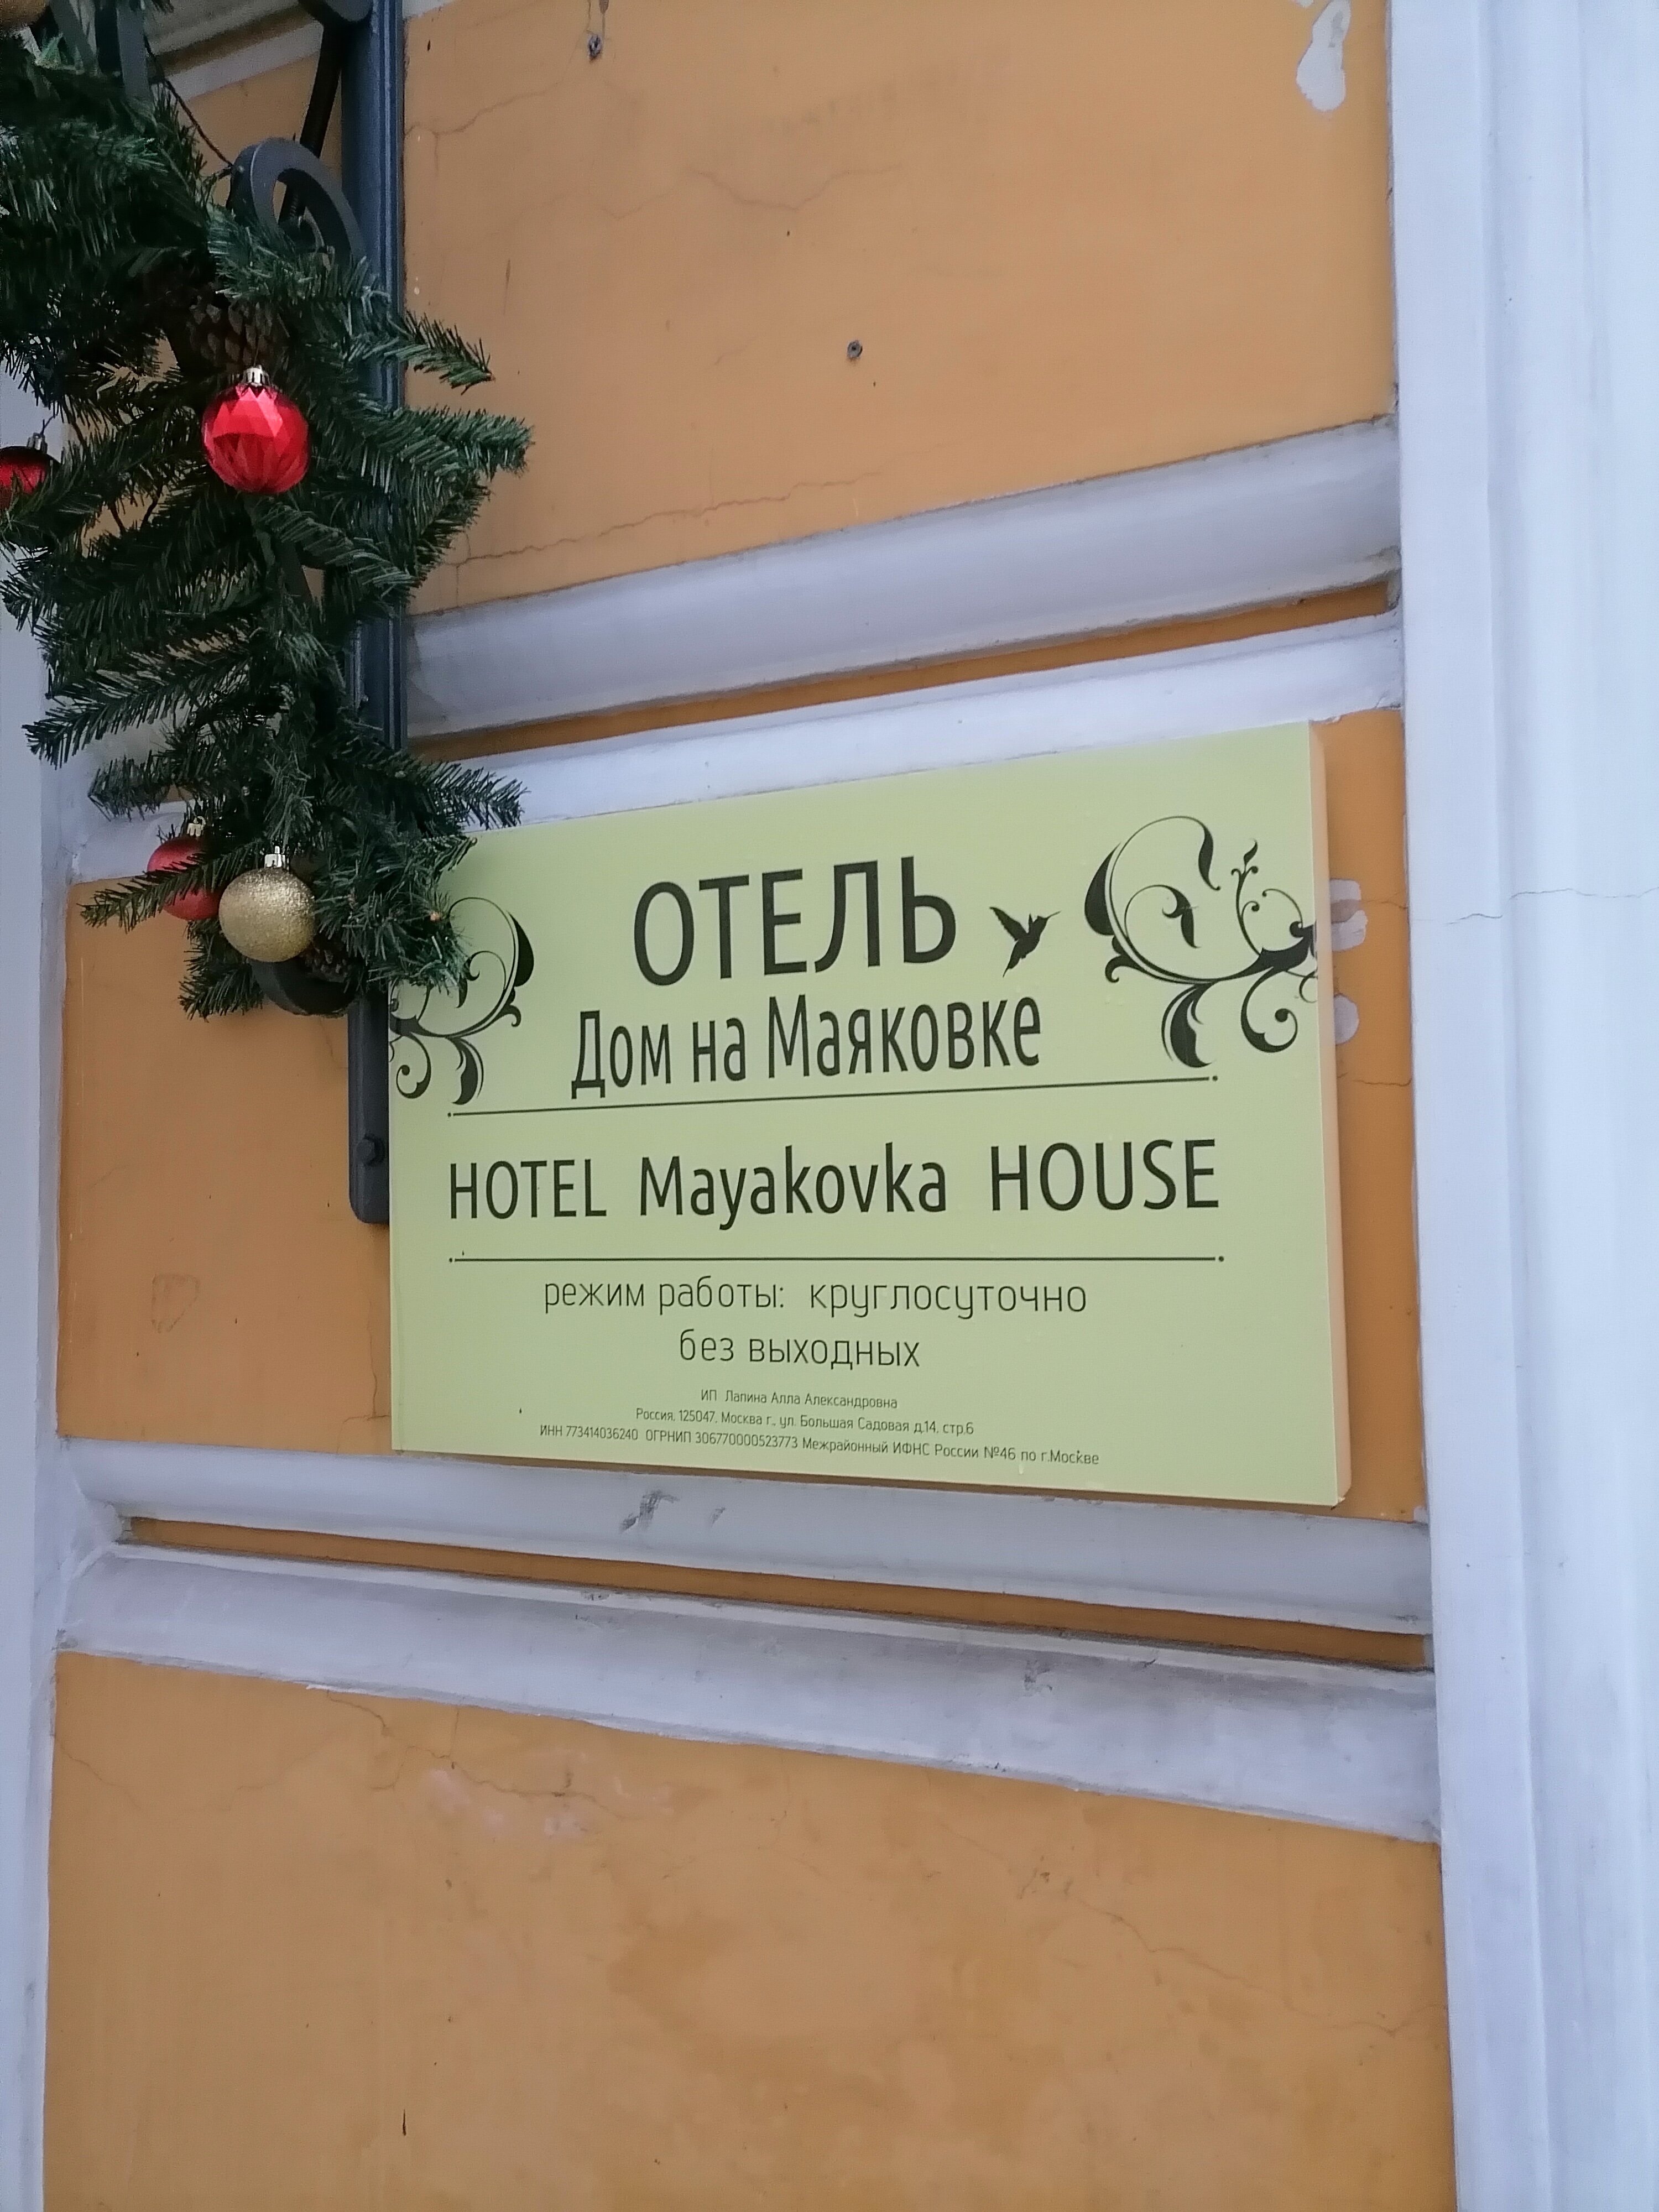 ОТЕЛЬ
Дом на Маяковке
HOTEL Mayakovka HOUSE
режим работы: круглосуточно
без выходных
ИП Лапина Алла Александровна
Россия, 125047, Москва г., ул. Большая Садовая д.14, стр.6
ИНН 773414036240 ОГРНИП 306770000523773 Межрайонный ИФНС России №46 по г.Москве